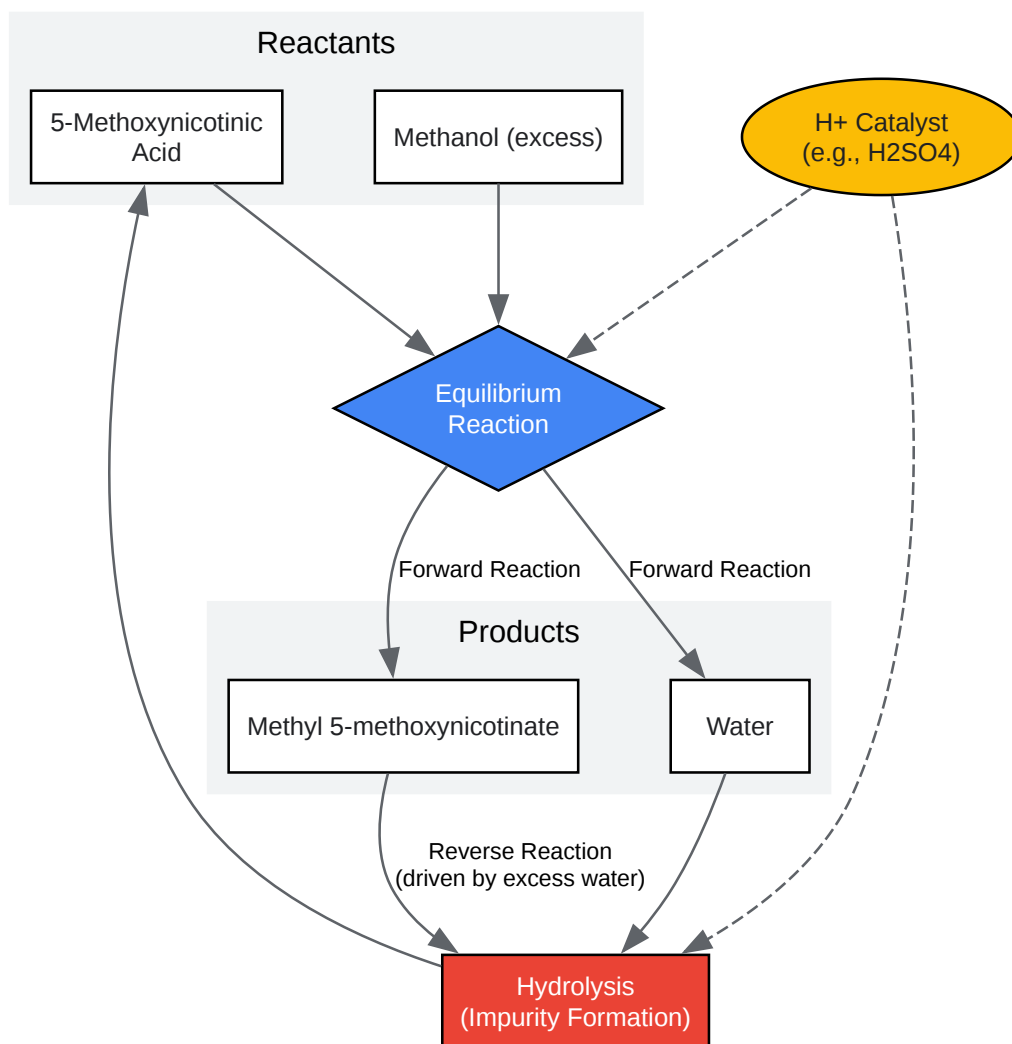 Reactants
5-Methoxynicotinic
Acid
Methanol (excess)
H+ Catalyst
(e.g., H2SO4)
Equilibrium
Reaction
Forward Reaction
Forward Reaction
Products
Methyl 5-methoxynicotinate
Water
Reverse Reaction
(driven by excess water)
Hydrolysis
(Impurity Formation)